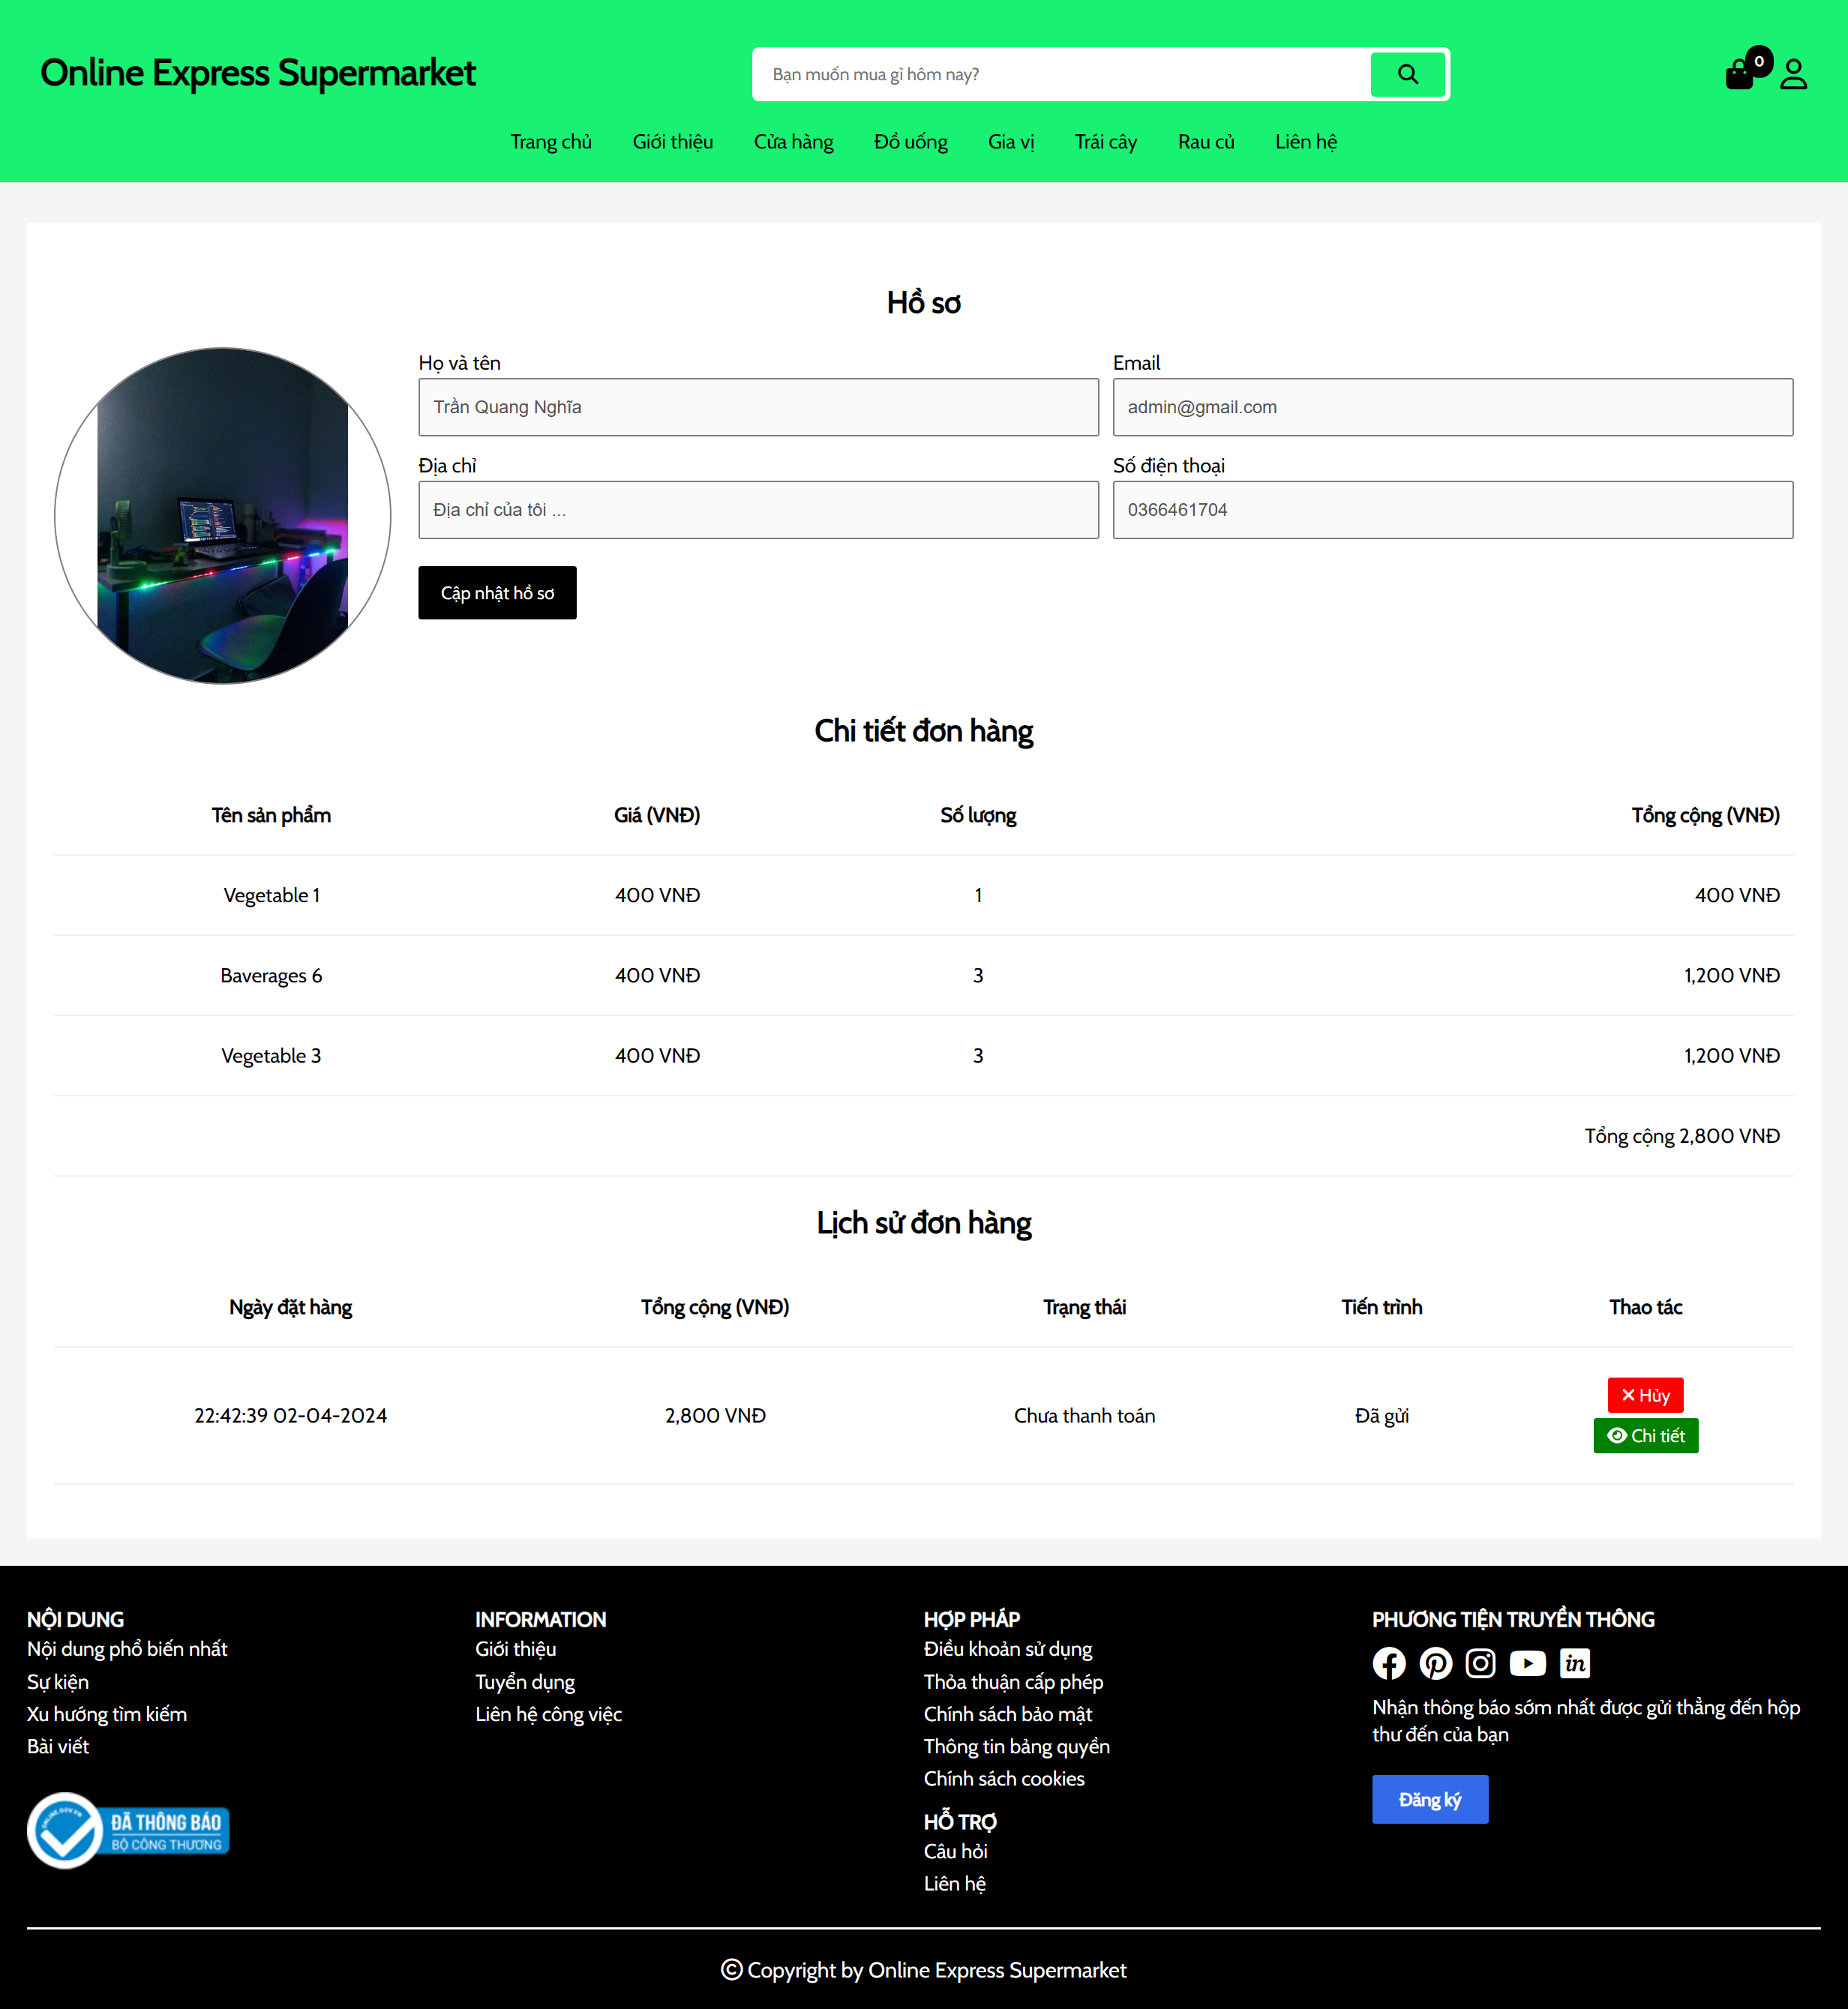 Online Express Supermarket
Bạn muốn mua gì hôm nay?
0
Trang chủ Giới thiệu Cửa hàng Đồ uống Gia vị Trái cây Rau củ Liên hệ
Hồ sơ
Họ và tên
Trần Quang Nghĩa
Email
admin@gmail.com
Địa chỉ
Địa chỉ của tôi ...
Số điện thoại
0366461704
Cập nhật hồ sơ
Chi tiết đơn hàng
Tên sản phẩm Giá (VNĐ) Số lượng Tổng cộng (VNĐ)
Vegetable 1 400 VNĐ 1 400 VNĐ
Baverages 6 400 VNĐ 3 1,200 VNĐ
Vegetable 3 400 VNĐ 3 1,200 VNĐ
Tổng cộng 2,800 VNĐ
Lịch sử đơn hàng
Ngày đặt hàng Tổng cộng (VNĐ) Trạng thái Tiến trình Thao tác
22:42:39 02-04-2024 2,800 VNĐ Chưa thanh toán Đã gửi
Hủy
Chi tiết
NỘI DUNG
Nội dung phổ biến nhất
Sự kiện
Xu hướng tìm kiếm
Bài viết
ONLINE.GOV.VN
ĐÃ THÔNG BÁO
BỘ CÔNG THƯƠNG
INFORMATION
Giới thiệu
Tuyển dụng
Liên hệ công việc
HỢP PHÁP
Điều khoản sử dụng
Thỏa thuận cấp phép
Chính sách bảo mật
Thông tin bảng quyền
Chính sách cookies
HỖ TRỢ
Câu hỏi
Liên hệ
PHƯƠNG TIỆN TRUYỀN THÔNG
in
Nhận thông báo sớm nhất được gửi thẳng đến hộp
thư đến của bạn
Đăng ký
© Copyright by Online Express Supermarket